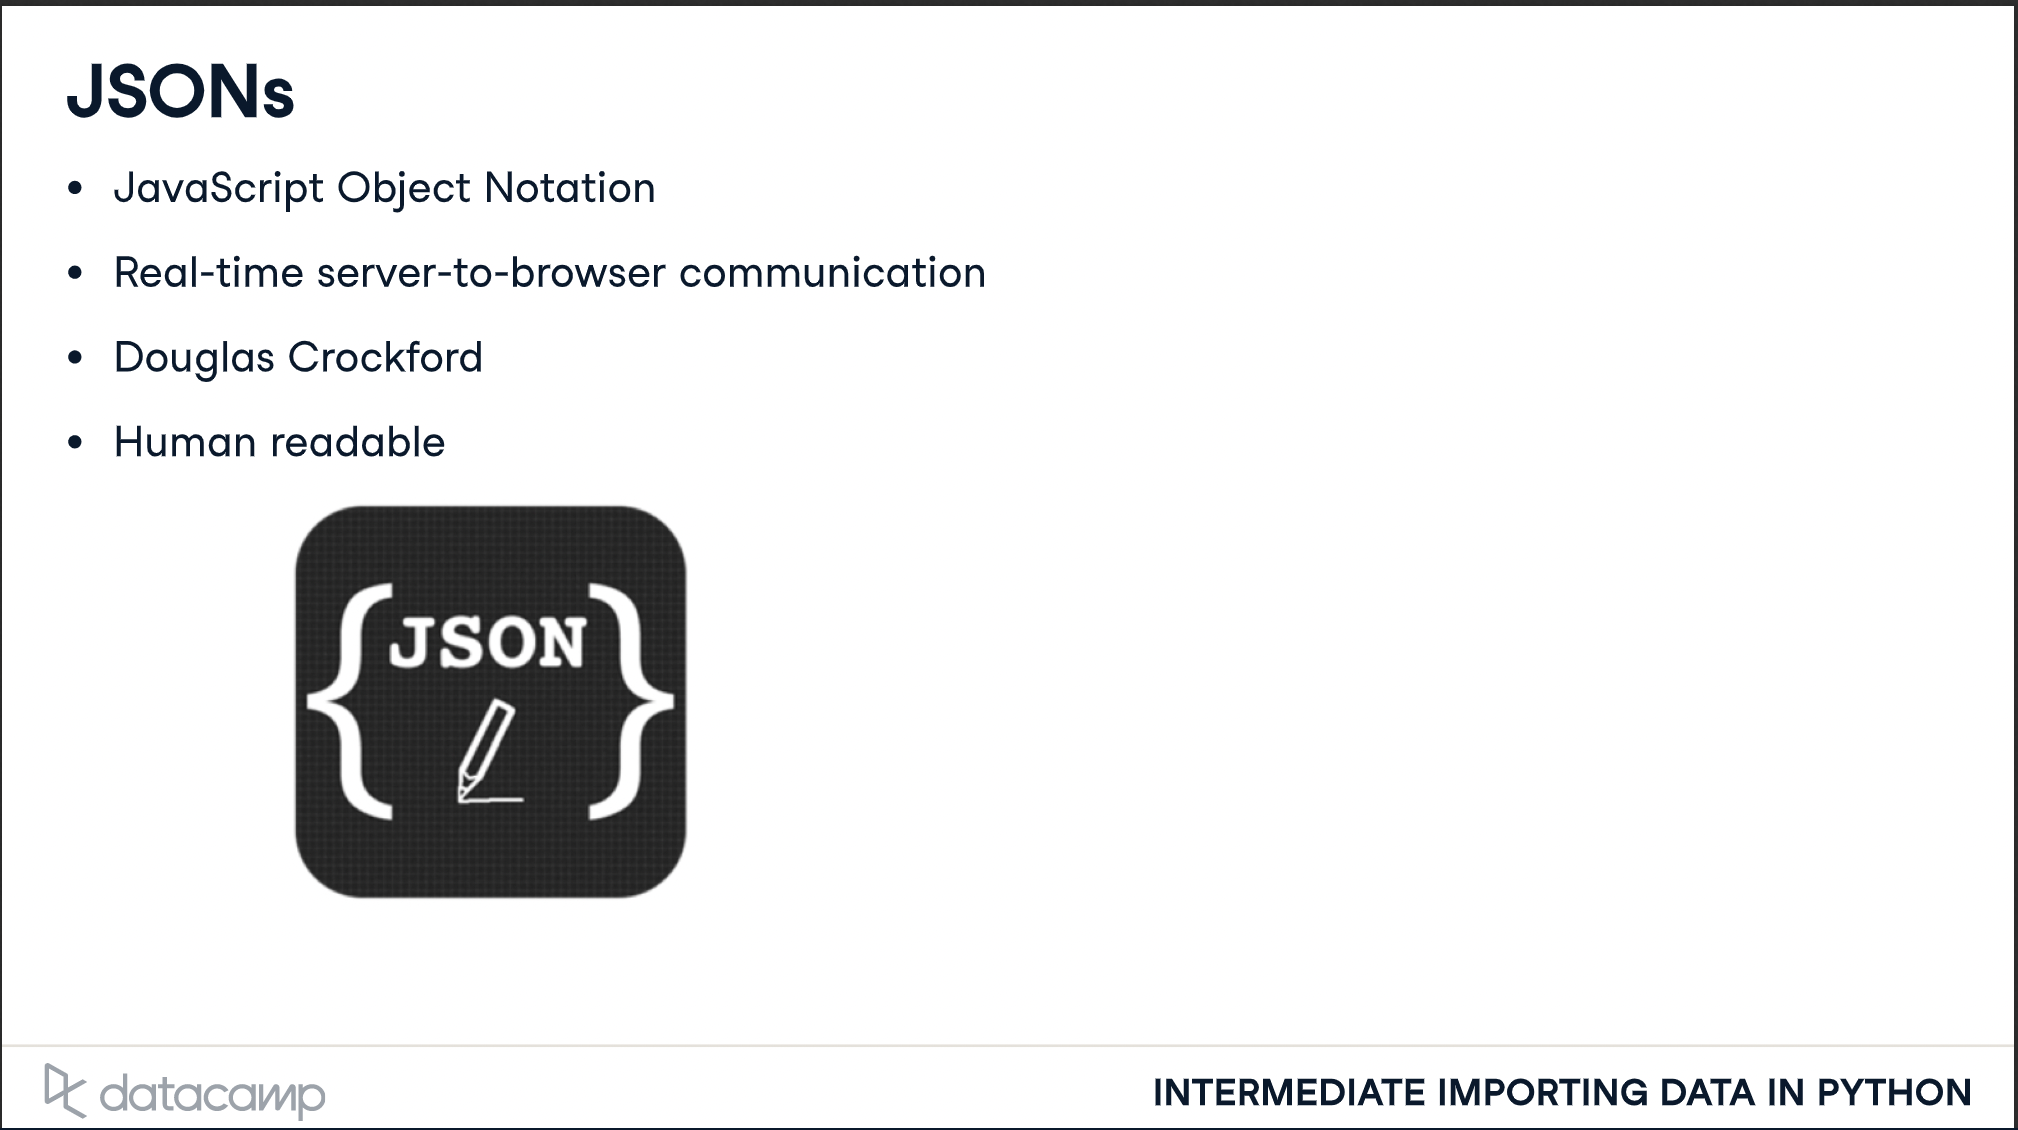 JSONs
• JavaScript Object Notation
• Real-time server-to-browser communication
• Douglas Crockford
• Human readable
{JSON}
datacamp
INTERMEDIATE IMPORTING DATA IN PYTHON